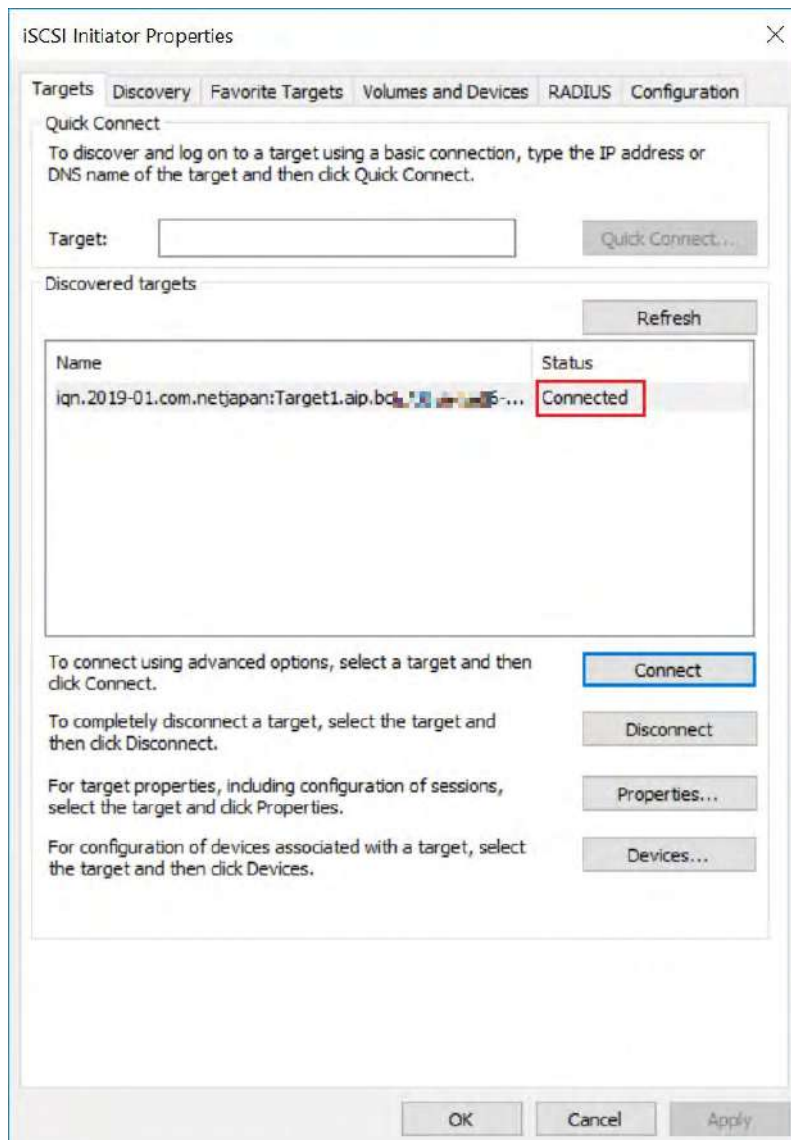 iSCSI Initiator Properties
Targets Discovery Favorite Targets Volumes and Devices RADIUS Configuration
Quick Connect
To discover and log on to a target using a basic connection, type the IP address or
DNS name of the target and then click Quick Connect.
Target:
Quick Connect...
Discovered targets
Refresh
Name Status
iqn.2019-01.com.netjapan:Target1.aip.bc 6-... Connected
To connect using advanced options, select a target and then
click Connect.
Connect
To completely disconnect a target, select the target and
then click Disconnect.
Disconnect
For target properties, including configuration of sessions,
select the target and click Properties.
Properties...
For configuration of devices associated with a target, select
the target and then click Devices.
Devices...
OK Cancel Apply